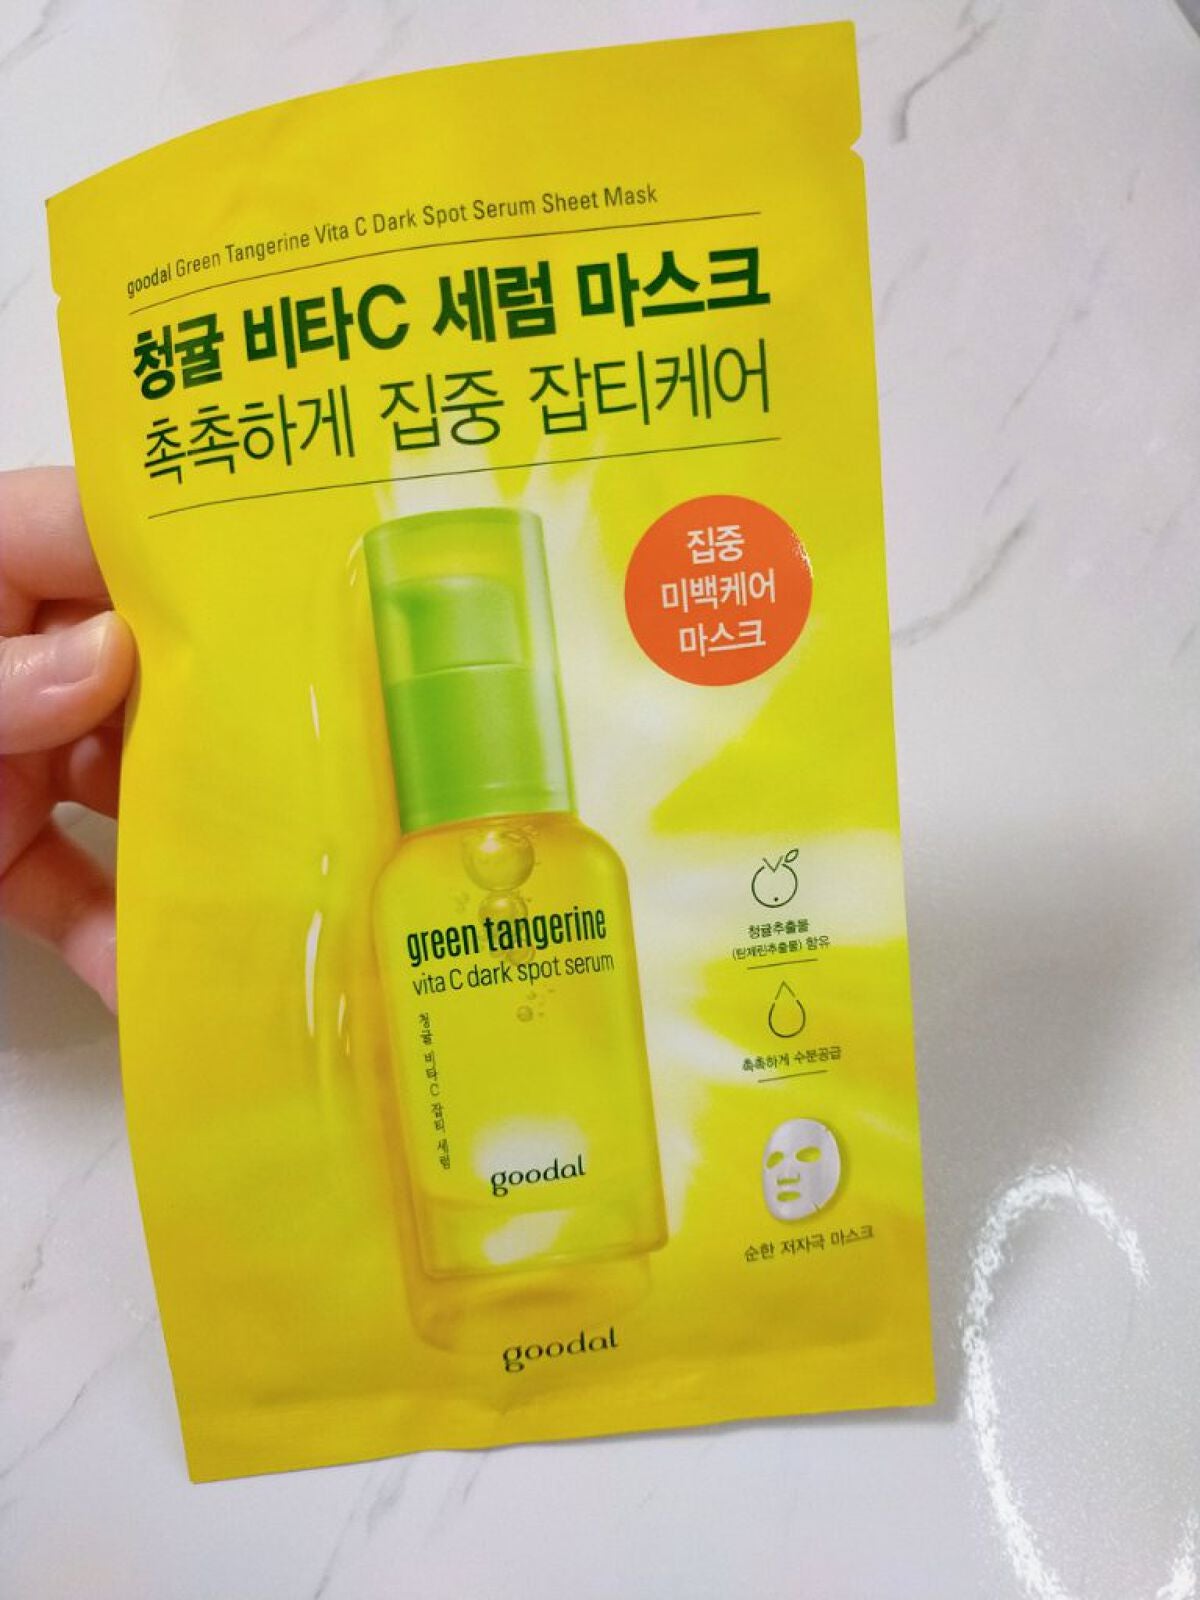 goodal Green Tangerine Vita C Dark Spot Serum Sheet Mask
청귤 비타C 세럼 마스크
촉촉하게 집중 잡티케어
집중
미백케어
마스크
green tangerine
vita C dark spot serum
청귤 비타C 잡티 세럼
goodal
청귤추출물
(탄제린추출물) 함유
촉촉하게 수분공급
순한 저자극 마스크
goodal